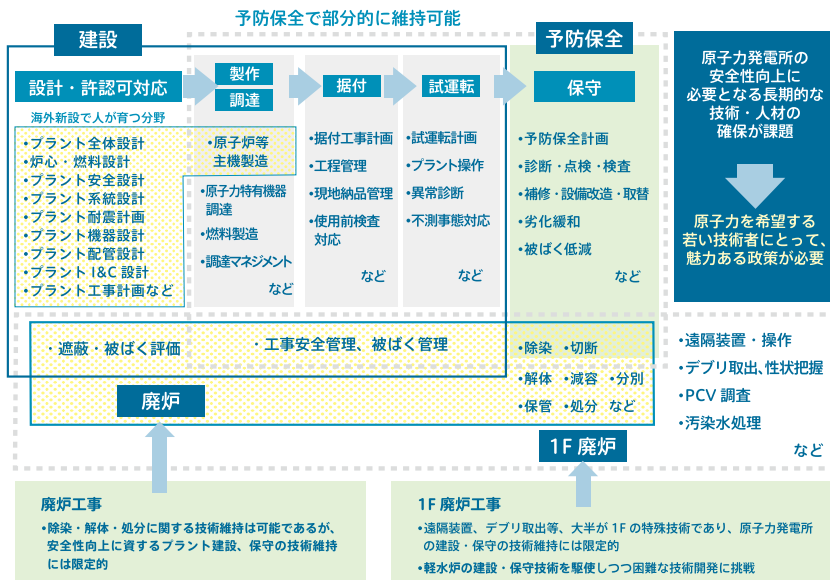 予防保全で部分的に維持可能
建設
予防保全
設計・許認可対応
製作
調達
据付
試運転
保守
海外新設で人が育つ分野
•プラント全体設計
•炉心・燃料設計
•プラント安全設計
•プラント系統設計
•プラント耐震計画
•プラント機器設計
•プラント配管設計
•プラント I&C 設計
•プラント工事計画など
•原子炉等
主機製造
•原子力特有機器
調達
•燃料製造
•調達マネジメント
など
•据付工事計画
•工程管理
•現地納品管理
•使用前検査
対応
など
•試運転計画
•プラント操作
•異常診断
•不測事態対応
など
•予防保全計画
•診断・点検・検査
•補修・設備改造・取替
•劣化緩和
•被ばく低減
など
原子力発電所の
安全性向上に
必要となる長期的な
技術・人材の
確保が課題
原子力を希望する
若い技術者にとって、
魅力ある政策が必要
・遮蔽・被ばく評価
・工事安全管理、被ばく管理
•除染 •切断
•解体 •減容 •分別
•保管 •処分 など
•遠隔装置・操作
•デブリ取出、性状把握
•PCV 調査
•汚染水処理
など
廃炉
1F 廃炉
廃炉工事
•除染・解体・処分に関する技術維持は可能であるが、
安全性向上に資するプラント建設、保守の技術維持
には限定的
1F 廃炉工事
•遠隔装置、デブリ取出等、大半が 1F の特殊技術であり、原子力発電所
の建設・保守の技術維持には限定的
•軽水炉の建設・保守技術を駆使しつつ困難な技術開発に挑戦